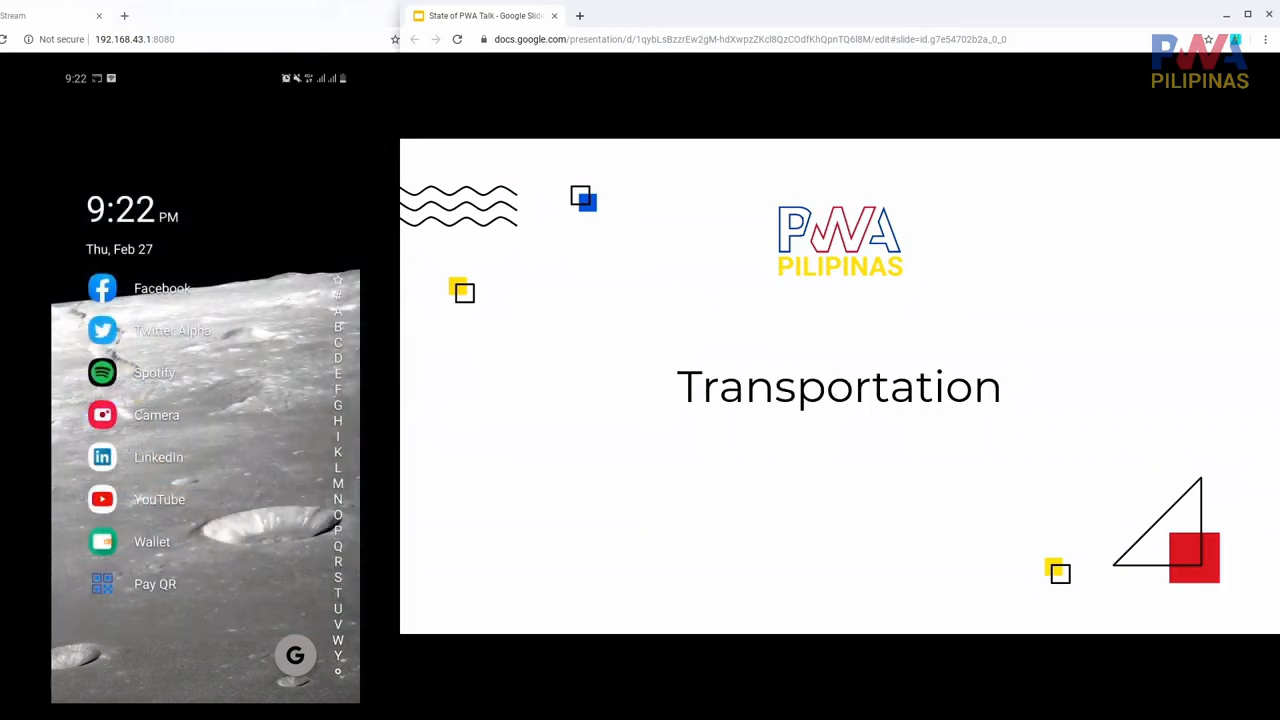 Stream
State of PWA Talk - Google Slide
Not secure
192.168.43.1:8080
docs.google.com/presentation/d/1qybLsBzzrEw2gM-hdXwpzZKcl8QzCOdfKhQpnTQ6l8M/edit#slide=id.g7e54702b2a_0_0
PWA
PILIPINAS
9:22
9:22 PM
Thu, Feb 27
Facebook
Twitter Alpha
Spotify
Camera
LinkedIn
YouTube
Wallet
Pay QR
#
A
B
C
D
E
F
G
H
I
K
L
M
N
O
P
Q
R
S
T
U
V
W
Y
G
PWA
PILIPINAS
Transportation